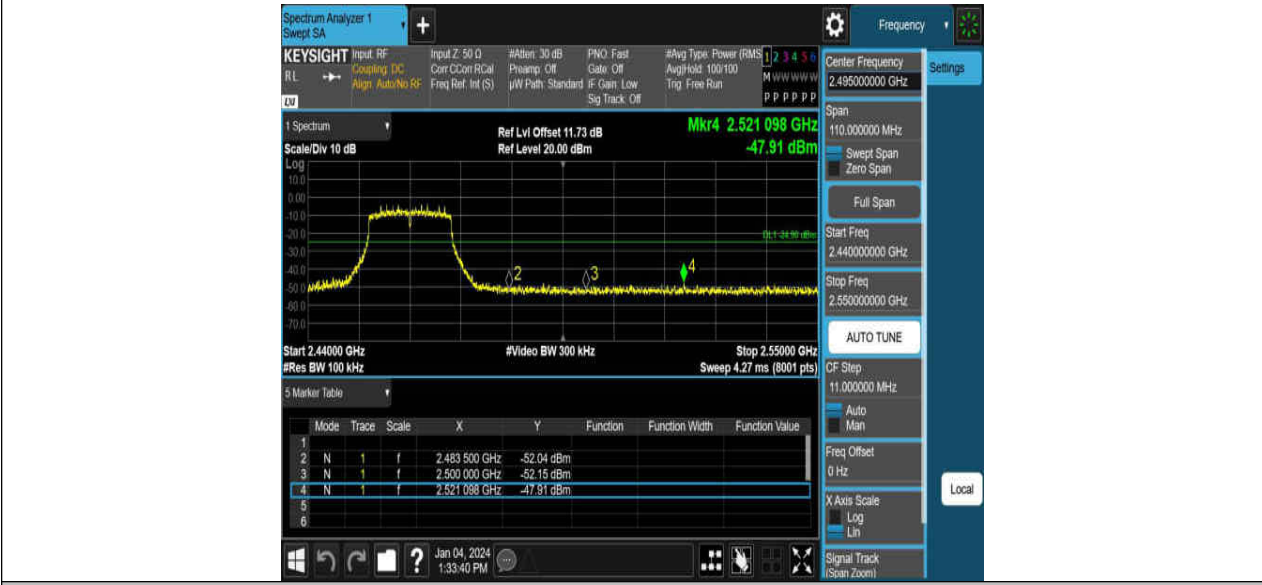 Spectrum Analyzer 1
Swept SA
+
Frequency
KEYSIGHT
RL
LXI
Input: RF
Coupling: DC
Align: Auto/No RF
Input Z: 50 Ω
Corr CCorr RCal
Freq Ref: Int (S)
#Atten: 30 dB
Preamp: Off
µW Path: Standard
PNO: Fast
Gate: Off
IF Gain: Low
Sig Track: Off
#Avg Type: Power (RMS
Avg|Hold: 100/100
Trig: Free Run
1 2 3 4 5 6
M W W W W W
P P P P P P
Center Frequency
2.495000000 GHz
Settings
1 Spectrum
Ref Lvl Offset 11.73 dB
Mkr4 2.521 098 GHz
Scale/Div 10 dB
Ref Level 20.00 dBm
-47.91 dBm
Log
10.0
0.00
-10.0
-20.0
-30.0
-40.0
-50.0
-60.0
-70.0
DL1 -24.90 dBm
2
3
4
Start 2.44000 GHz
#Video BW 300 kHz
Stop 2.55000 GHz
#Res BW 100 kHz
Sweep 4.27 ms (8001 pts)
Span
110.000000 MHz
Swept Span
Zero Span
Full Span
Start Freq
2.440000000 GHz
Stop Freq
2.550000000 GHz
AUTO TUNE
CF Step
11.000000 MHz
Auto
Man
Freq Offset
0 Hz
X Axis Scale
Log
Lin
Signal Track
(Span Zoom)
Local
5 Marker Table
Mode Trace Scale X Y Function Function Width Function Value
1
2 N 1 f 2.483 500 GHz -52.04 dBm
3 N 1 f 2.500 000 GHz -52.15 dBm
4 N 1 f 2.521 098 GHz -47.91 dBm
5
6
?
Jan 04, 2024
1:33:40 PM